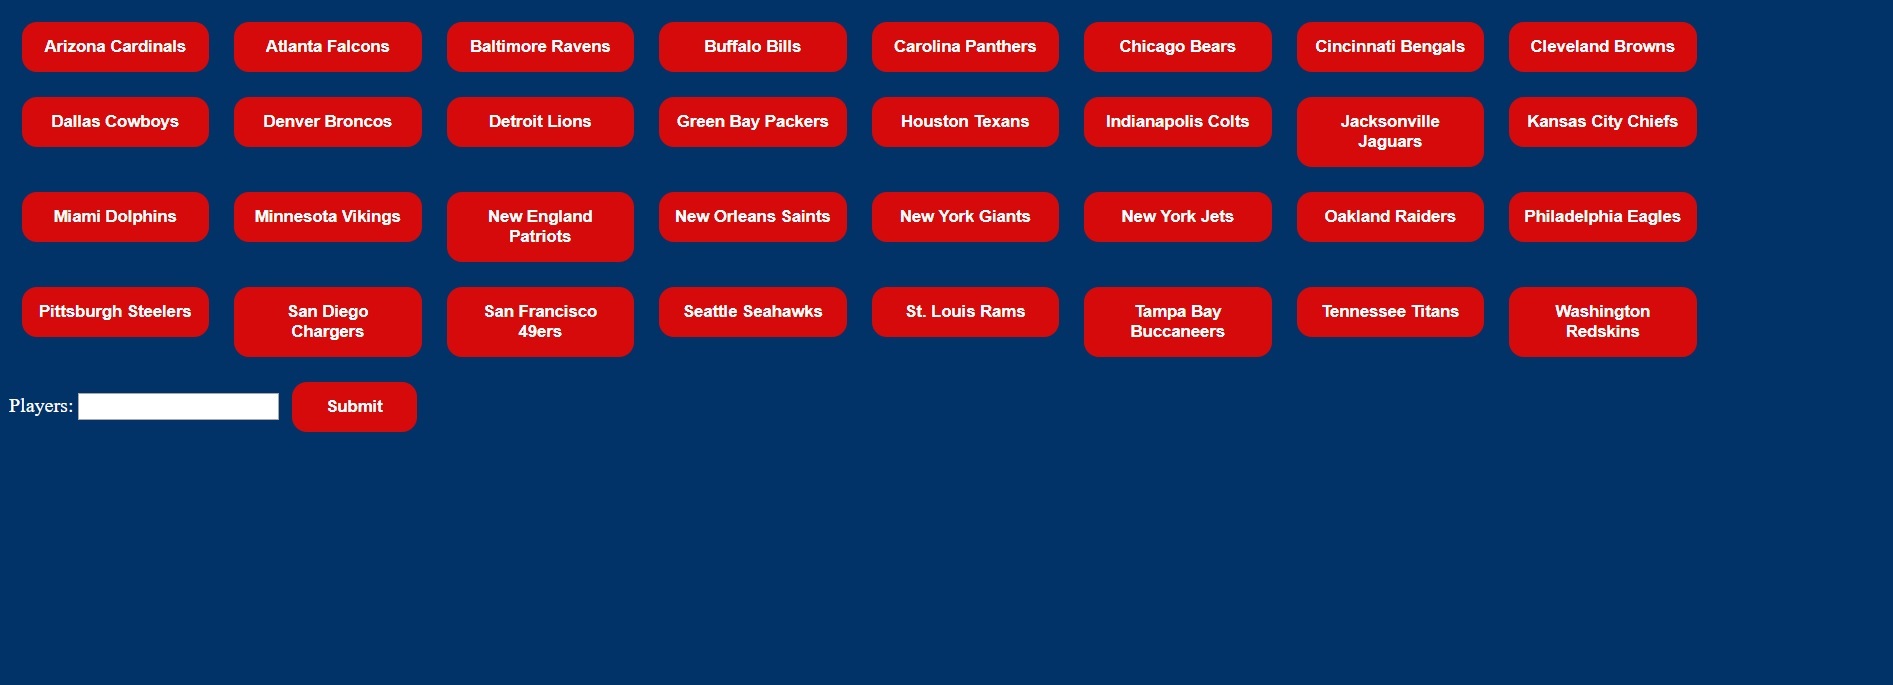 Arizona Cardinals
Atlanta Falcons
Baltimore Ravens
Buffalo Bills
Carolina Panthers
Chicago Bears
Cincinnati Bengals
Cleveland Browns
Dallas Cowboys
Denver Broncos
Detroit Lions
Green Bay Packers
Houston Texans
Indianapolis Colts
Jacksonville
Jaguars
Kansas City Chiefs
Miami Dolphins
Minnesota Vikings
New England
Patriots
New Orleans Saints
New York Giants
New York Jets
Oakland Raiders
Philadelphia Eagles
Pittsburgh Steelers
San Diego
Chargers
San Francisco
49ers
Seattle Seahawks
St. Louis Rams
Tampa Bay
Buccaneers
Tennessee Titans
Washington
Redskins
Players:
Submit